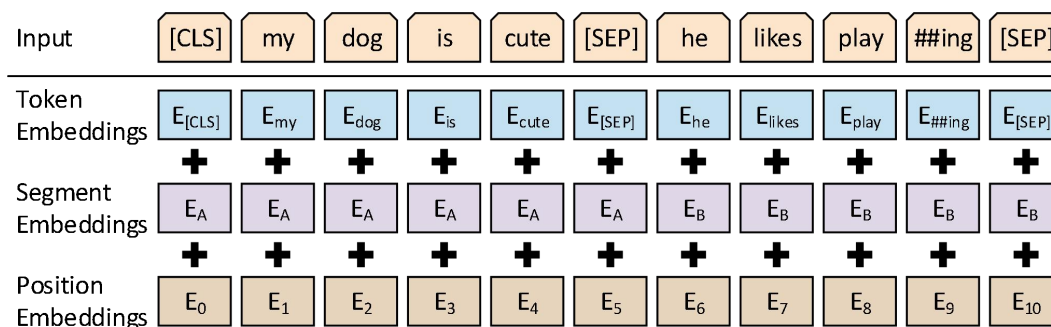 Input [CLS] my dog is cute [SEP] he likes play ##ing [SEP]
Token
Embeddings E[CLS] Emy Edog Eis Ecute E[SEP] Ehe Elikes Eplay E##ing E[SEP]
+ + + + + + + + + + +
Segment
Embeddings EA EA EA EA EA EA EB EB EB EB EB
+ + + + + + + + + + +
Position
Embeddings E0 E1 E2 E3 E4 E5 E6 E7 E8 E9 E10